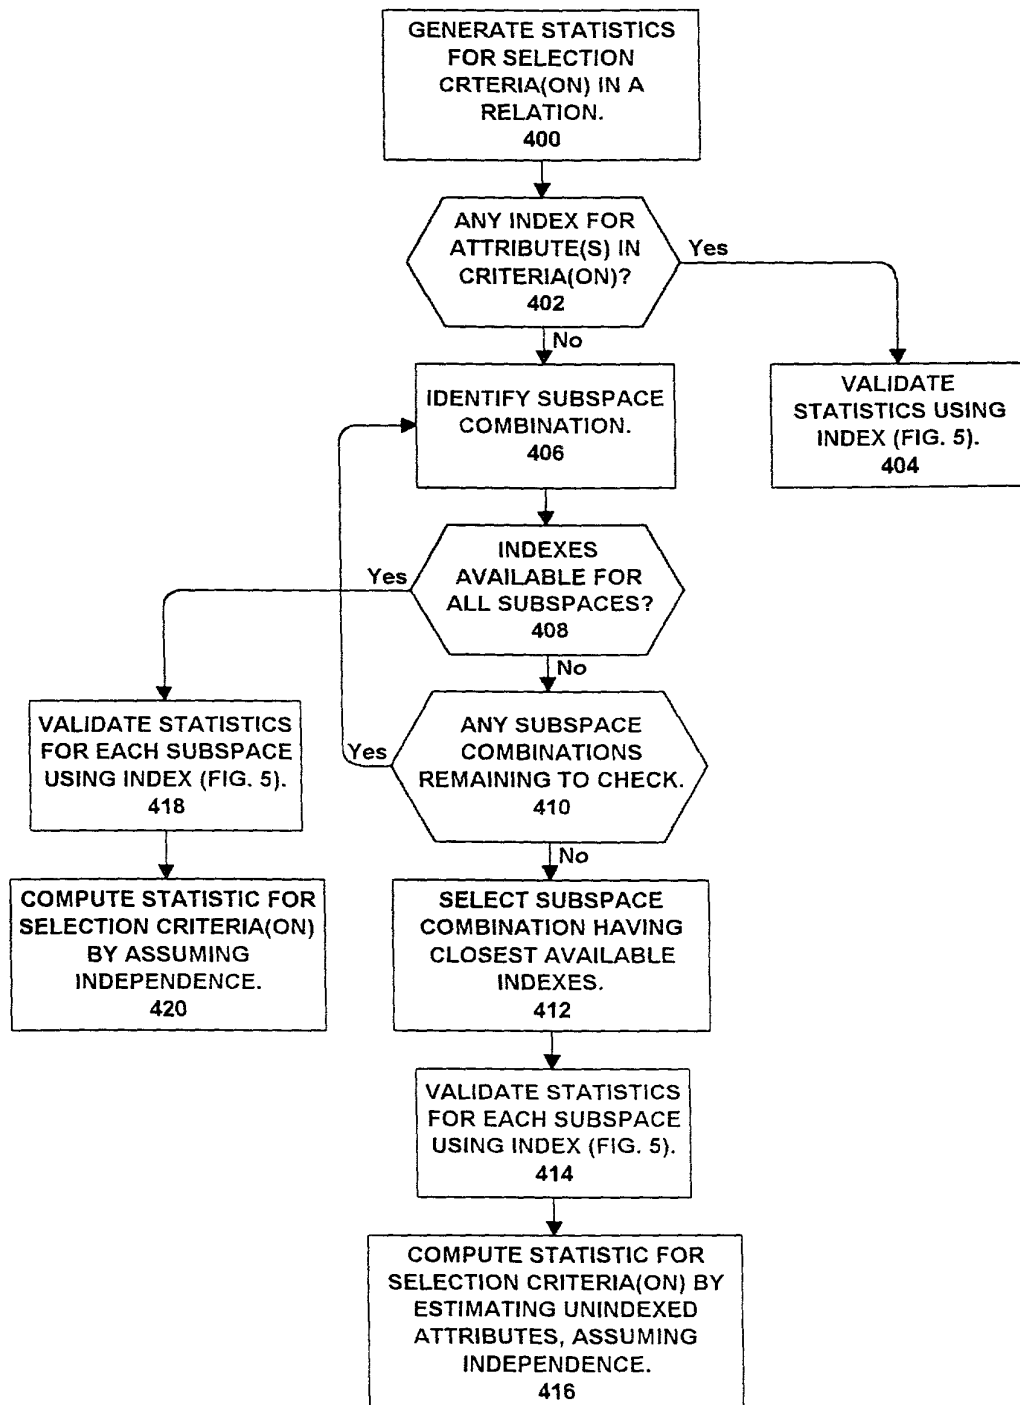 GENERATE STATISTICS
FOR SELECTION
CRTERIA(ON) IN A
RELATION.
400
ANY INDEX FOR
ATTRIBUTE(S) IN
CRITERIA(ON)?
402
Yes
No
VALIDATE
STATISTICS USING
INDEX (FIG. 5).
404
IDENTIFY SUBSPACE
COMBINATION.
406
INDEXES
AVAILABLE FOR
ALL SUBSPACES?
408
Yes
No
ANY SUBSPACE
COMBINATIONS
REMAINING TO CHECK.
410
Yes
No
VALIDATE STATISTICS
FOR EACH SUBSPACE
USING INDEX (FIG. 5).
418
COMPUTE STATISTIC FOR
SELECTION CRITERIA(ON)
BY ASSUMING
INDEPENDENCE.
420
SELECT SUBSPACE
COMBINATION HAVING
CLOSEST AVAILABLE
INDEXES.
412
VALIDATE STATISTICS
FOR EACH SUBSPACE
USING INDEX (FIG. 5).
414
COMPUTE STATISTIC FOR
SELECTION CRITERIA(ON) BY
ESTIMATING UNINDEXED
ATTRIBUTES, ASSUMING
INDEPENDENCE.
416